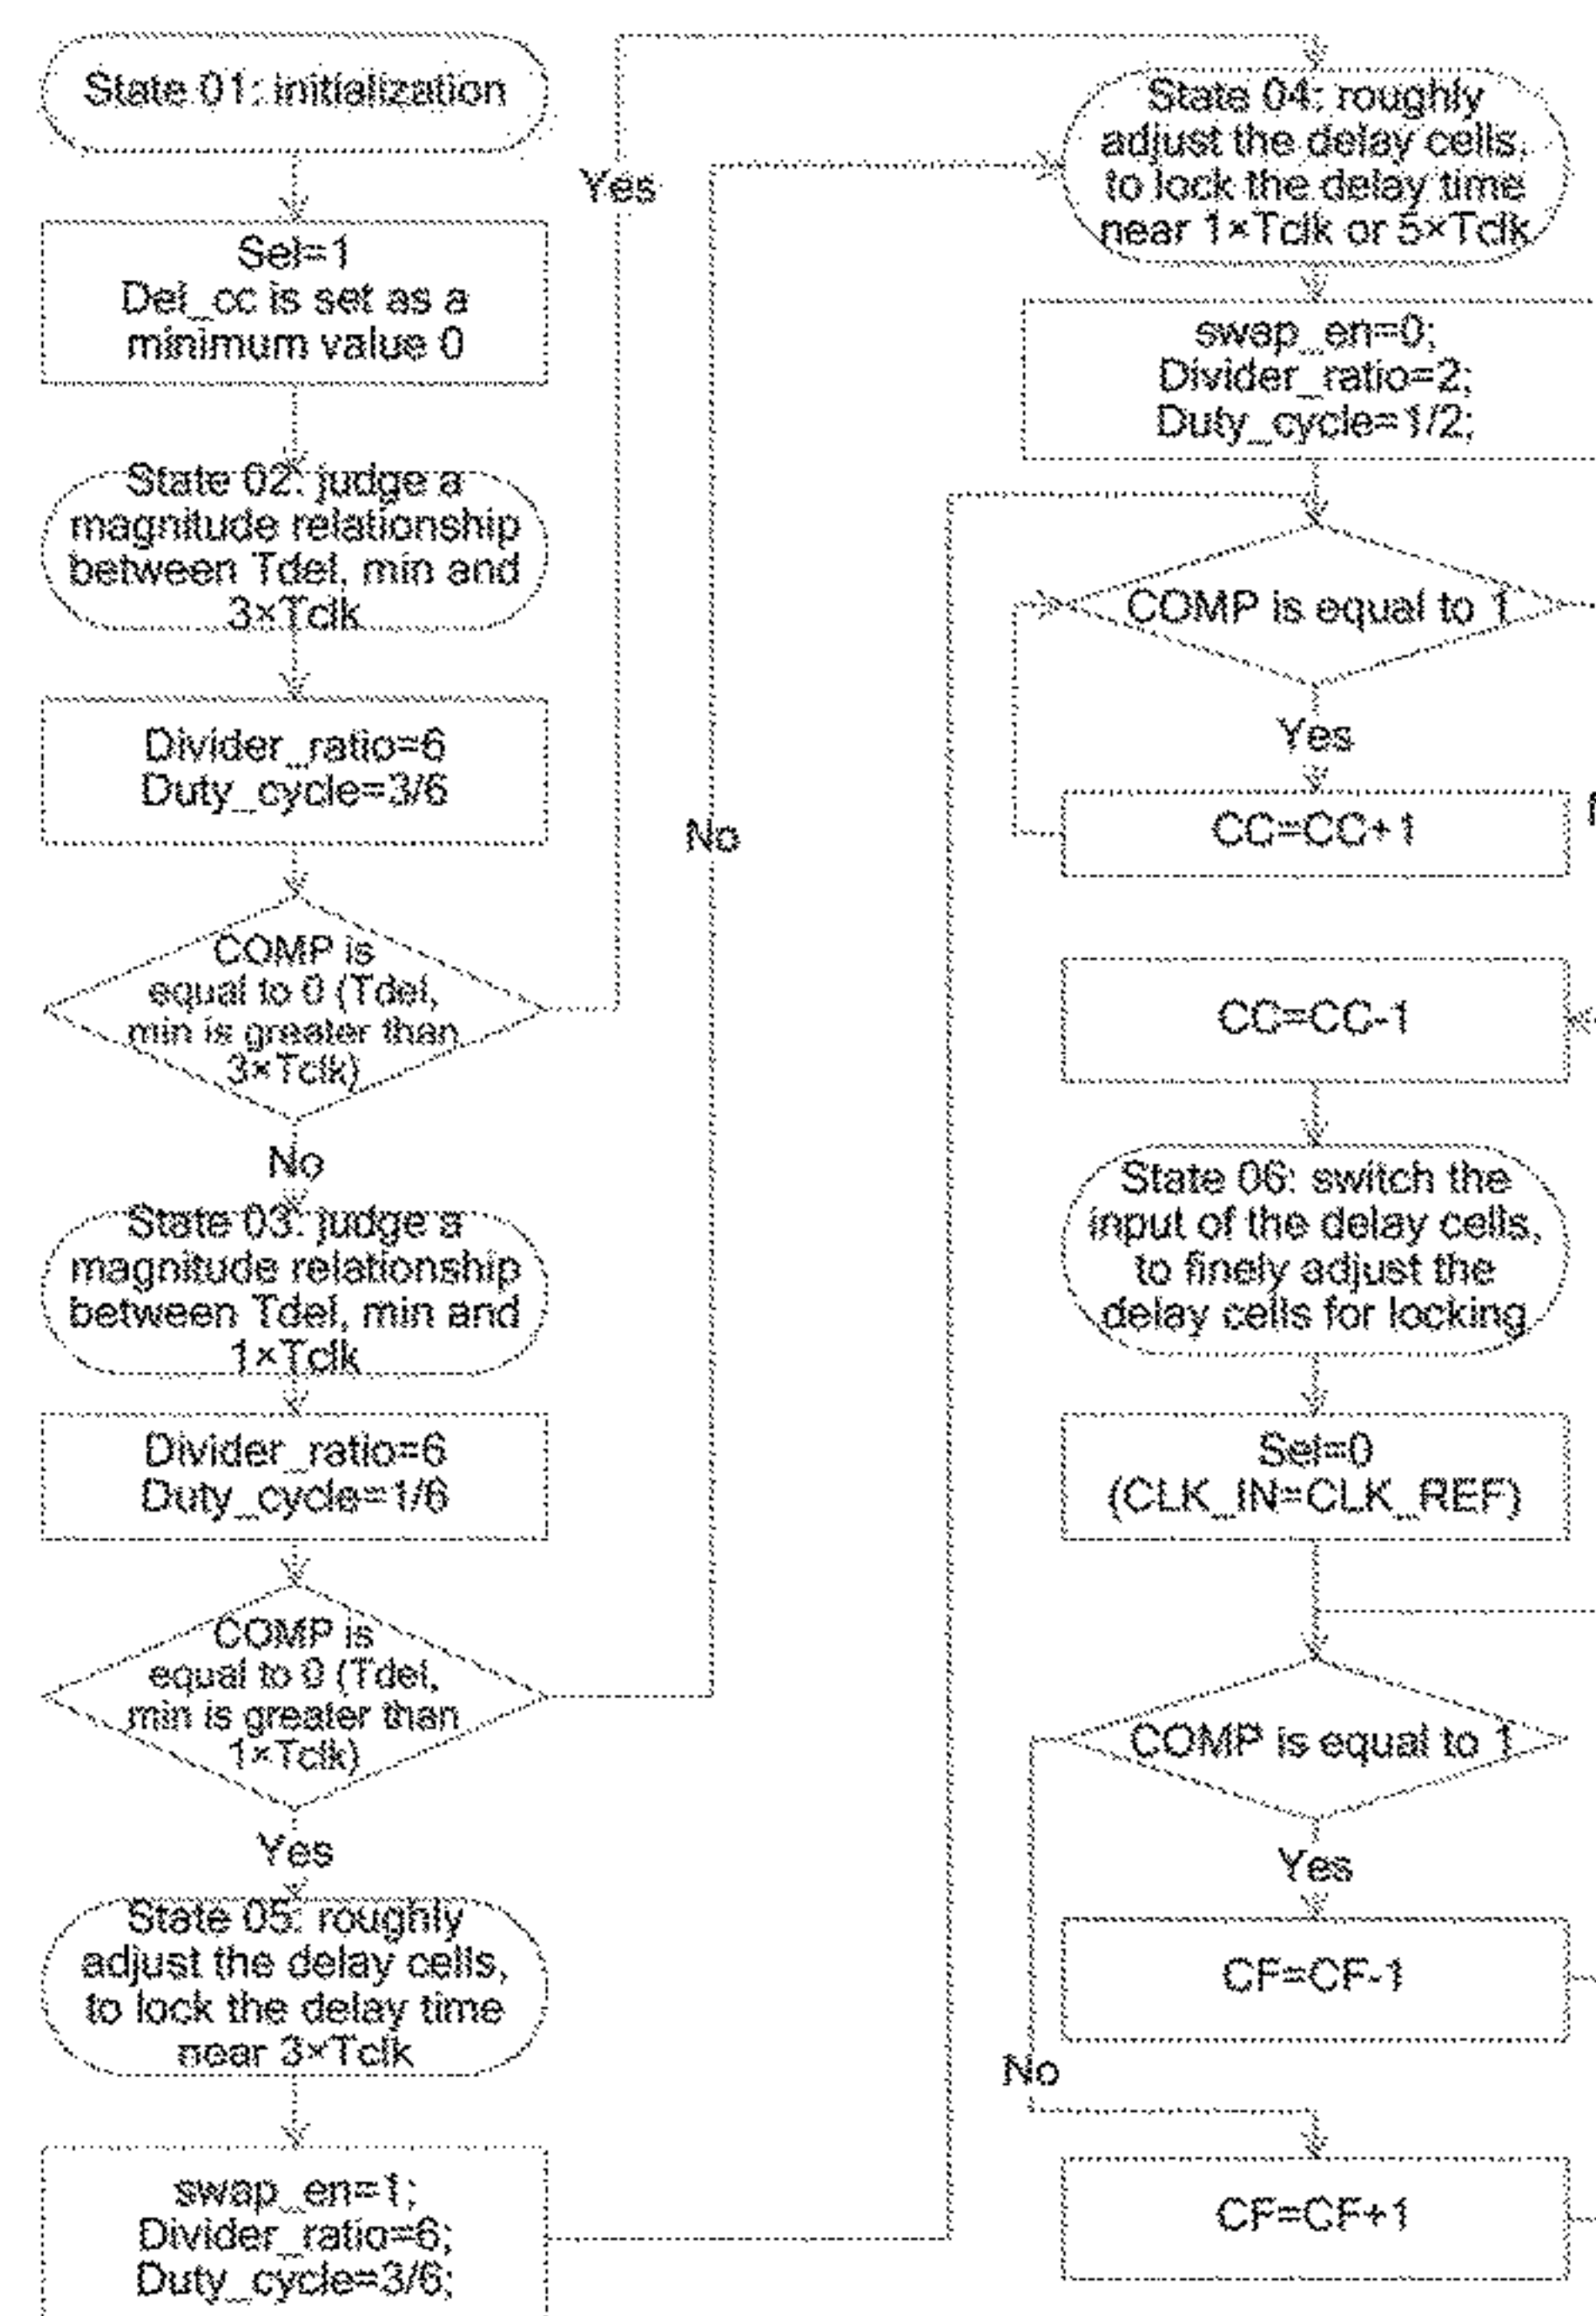 State 01: initialization
Sel=1
Del_cc is set as a
minimum value 0
State 02: judge a
magnitude relationship
between Tdel, min and
3×Tclk
Divider_ratio=6
Duty_cycle=3/6
COMP is
equal to 0 (Tdel,
min is greater than
3×Tclk)
Yes
No
State 03: judge a
magnitude relationship
between Tdel, min and
1×Tclk
Divider_ratio=6
Duty_cycle=1/6
COMP is
equal to 0 (Tdel,
min is greater than
1×Tclk)
No
Yes
State 05: roughly
adjust the delay cells,
to lock the delay time
near 3×Tclk
swap_en=1;
Divider_ratio=6;
Duty_cycle=3/6;
State 04: roughly
adjust the delay cells,
to lock the delay time
near 1×Tclk or 5×Tclk
swap_en=0;
Divider_ratio=2;
Duty_cycle=1/2;
COMP is equal to 1
Yes
CC=CC+1
CC=CC-1
State 06: switch the
input of the delay cells,
to finely adjust the
delay cells for locking
Sel=0
(CLK_IN=CLK_REF)
COMP is equal to 1
Yes
CF=CF-1
No
CF=CF+1